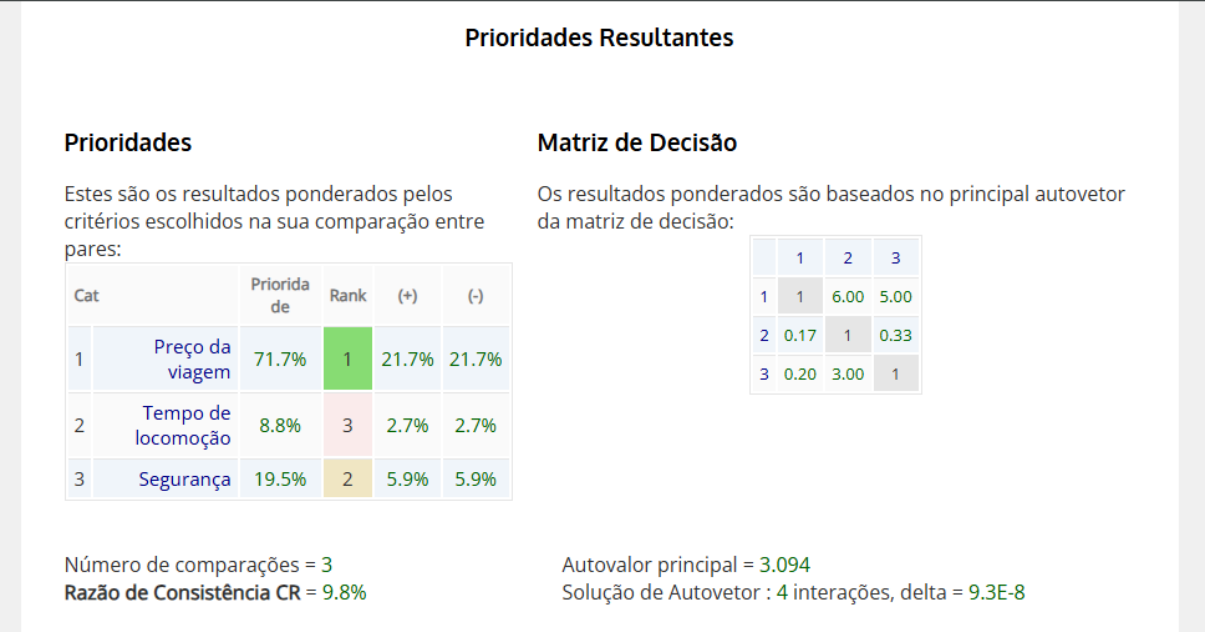 Prioridades Resultantes
Prioridades
Estes são os resultados ponderados pelos
critérios escolhidos na sua comparação entre
pares:
Cat Priorida
de Rank (+) (-)
1 Preço da
viagem 71.7% 1 21.7% 21.7%
2 Tempo de
locomoção 8.8% 3 2.7% 2.7%
3 Segurança 19.5% 2 5.9% 5.9%
Número de comparações = 3
Razão de Consistência CR = 9.8%
Matriz de Decisão
Os resultados ponderados são baseados no principal autovetor
da matriz de decisão:
1 2 3
1 1 6.00 5.00
2 0.17 1 0.33
3 0.20 3.00 1
Autovalor principal = 3.094
Solução de Autovetor : 4 interações, delta = 9.3E-8